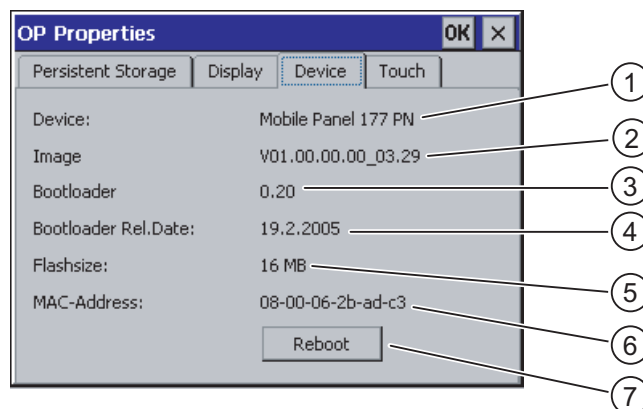 OP Properties OK ×
Persistent Storage Display Device Touch
Device: Mobile Panel 177 PN 1
Image V01.00.00.00_03.29 2
Bootloader 0.20 3
Bootloader Rel.Date: 19.2.2005 4
Flashsize: 16 MB 5
MAC-Address: 08-00-06-2b-ad-c3 6
Reboot 7